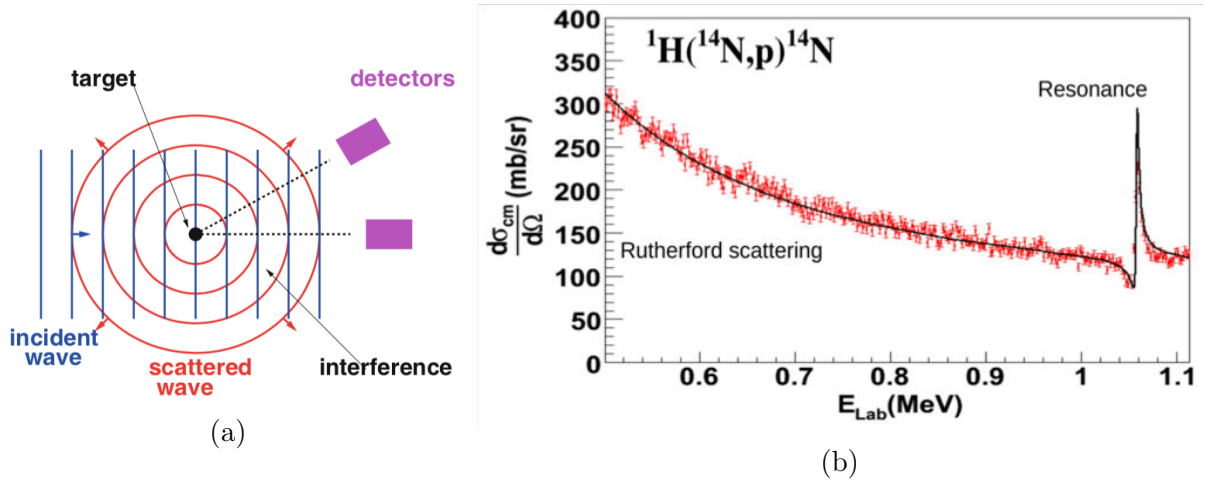 target
detectors
incident
wave
scattered
wave
interference
(a)
¹H(¹⁴N,p)¹⁴N
Resonance
Rutherford scattering
dσcm
dΩ
(mb/sr)
400
350
300
250
200
150
100
50
0
0.6 0.7 0.8 0.9 1 1.1
ELab(MeV)
(b)